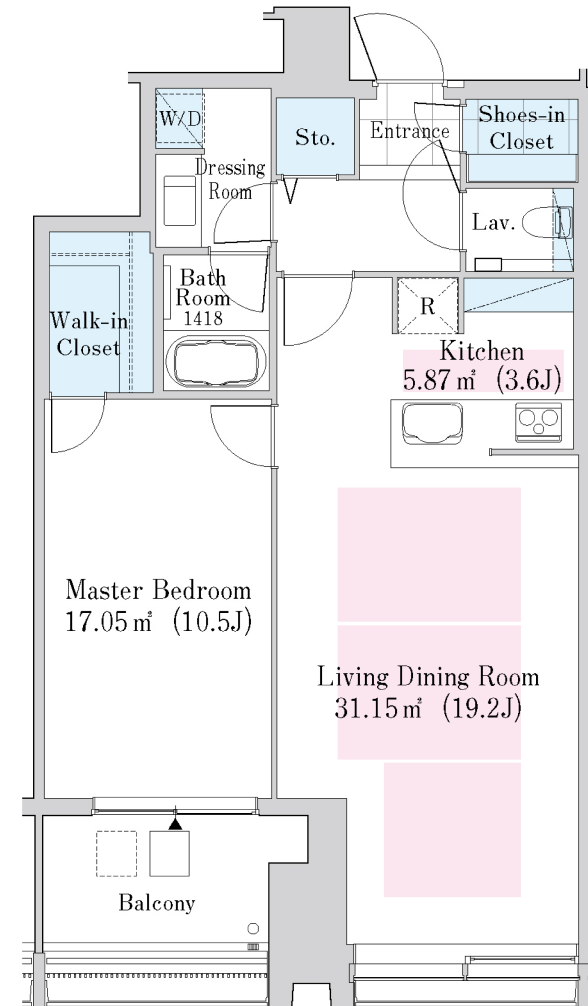 W/D
Sto.
Entrance
Shoes-in
Closet
Dressing
Room
Lav.
Bath
Room
1418
Walk-in
Closet
R
Kitchen
5.87㎡ (3.6J)
Master Bedroom
17.05㎡ (10.5J)
Living Dining Room
31.15㎡ (19.2J)
Balcony